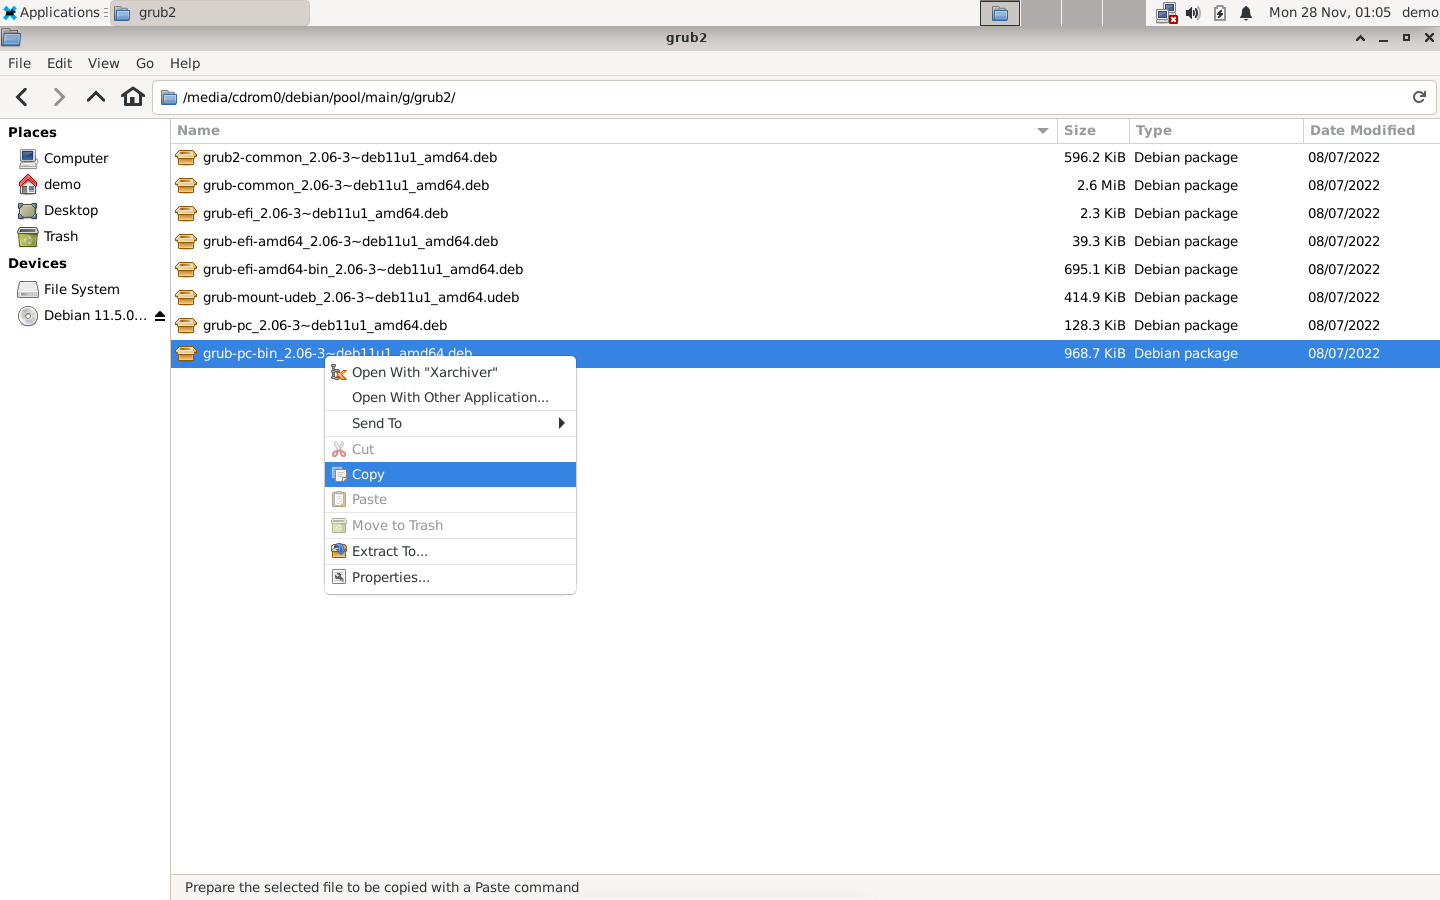 Applications
grub2
Mon 28 Nov, 01:05
demo
grub2
File Edit View Go Help
/media/cdrom0/debian/pool/main/g/grub2/
Places
Computer
demo
Desktop
Trash
Devices
File System
Debian 11.5.0...
Name Size Type Date Modified
grub2-common_2.06-3~deb11u1_amd64.deb 596.2 KiB Debian package 08/07/2022
grub-common_2.06-3~deb11u1_amd64.deb 2.6 MiB Debian package 08/07/2022
grub-efi_2.06-3~deb11u1_amd64.deb 2.3 KiB Debian package 08/07/2022
grub-efi-amd64_2.06-3~deb11u1_amd64.deb 39.3 KiB Debian package 08/07/2022
grub-efi-amd64-bin_2.06-3~deb11u1_amd64.deb 695.1 KiB Debian package 08/07/2022
grub-mount-udeb_2.06-3~deb11u1_amd64.udeb 414.9 KiB Debian package 08/07/2022
grub-pc_2.06-3~deb11u1_amd64.deb 128.3 KiB Debian package 08/07/2022
grub-pc-bin_2.06-3~deb11u1_amd64.deb 968.7 KiB Debian package 08/07/2022
Open With "Xarchiver"
Open With Other Application...
Send To
Cut
Copy
Paste
Move to Trash
Extract To...
Properties...
Prepare the selected file to be copied with a Paste command